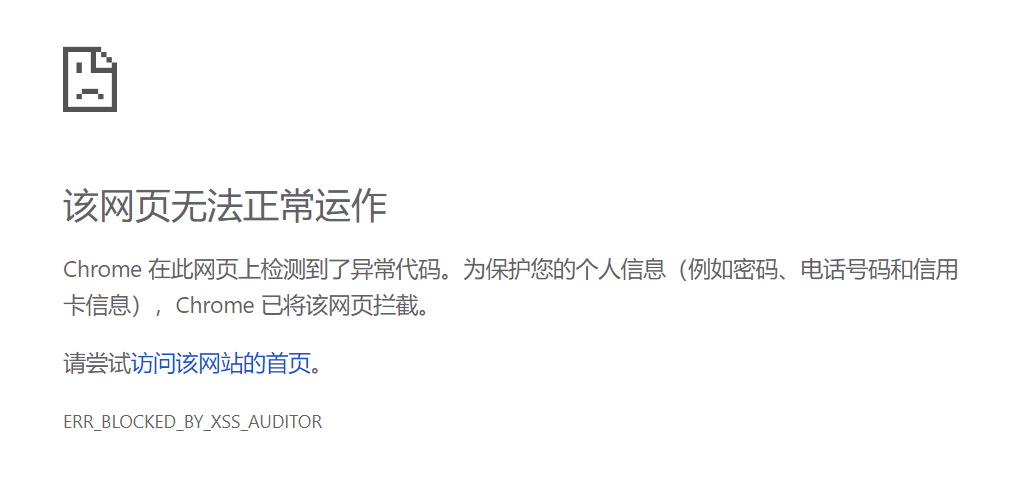 该网页无法正常运作
Chrome 在此网页上检测到了异常代码。为保护您的个人信息（例如密码、电话号码和信用
卡信息），Chrome 已将该网页拦截。
请尝试访问该网站的首页。
ERR_BLOCKED_BY_XSS_AUDITOR